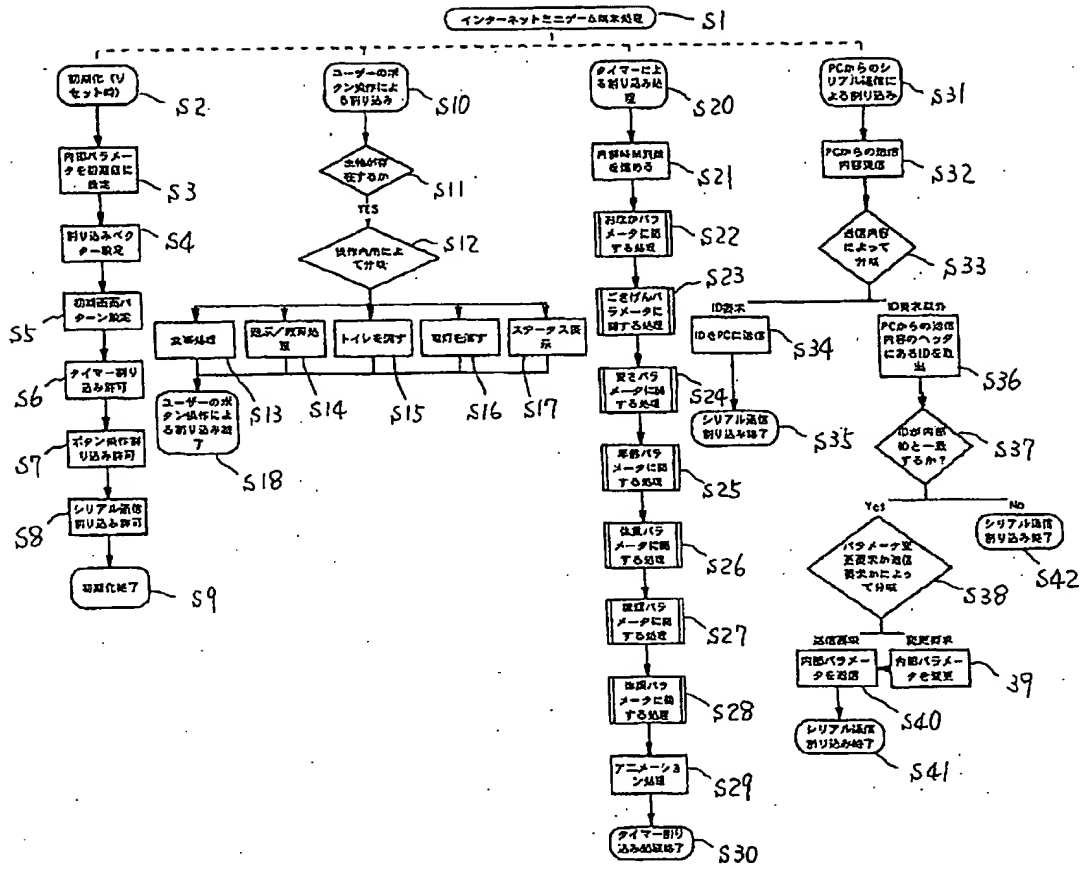 インターネットミニゲーム端末処理
S1
初期化(リ
セット時)
S2
内部パラメー
タを初期値に
設定
S3
割り込みベク
ター設定
S4
初期画面パ
ターン設定
S5
タイマー割り
込み許可
S6
ボタン操作割
り込み許可
S7
シリアル通信
割り込み許可
S8
初期化終了
S9
ユーザーのボ
タン操作によ
る割り込み
S10
生物が存
在するか
S11
YES
操作内容によっ
て分岐
S12
食事処理
S13
S14
トイレを流す
S15
電灯を消す
S16
ステータス表
示
S17
ユーザーのボ
タン操作によ
る割り込み終
了
S18
タイマーによ
る割り込み処
理
S20
内部時間変数
を進める
S21
おなかパラ
メータに関
する処理
S22
ごきげんパ
ラメータに
関する処理
S23
パラ
メータに関
する処理
S24
年齢パラ
メータに関
する処理
S25
体重パラ
メータに関
する処理
S26
パラ
メータに関
する処理
S27
パラ
メータに関
する処理
S28
アニメーショ
ン処理
S29
タイマー割り
込み処理終了
S30
PCからのシ
リアル通信に
よる割り込み
S31
PCからの送信
内容受信
S32
送信内容
によって
分岐
S33
ID要求
IDをPCに送信
S34
シリアル通信
割り込み終了
S35
ID要求以外
PCからの送信
内容のヘッダ
にあるIDを取
出
S36
IDが内部
IDと一致
するか?
S37
Yes
No
シリアル通信
割り込み終了
S42
パラメータ変
更要求か送信
要求かによっ
て分岐
S38
送信要求
変更要求
内部パラメー
タを送信
S40
内部パラメー
タを変更
39
シリアル通信
割り込み終了
S41